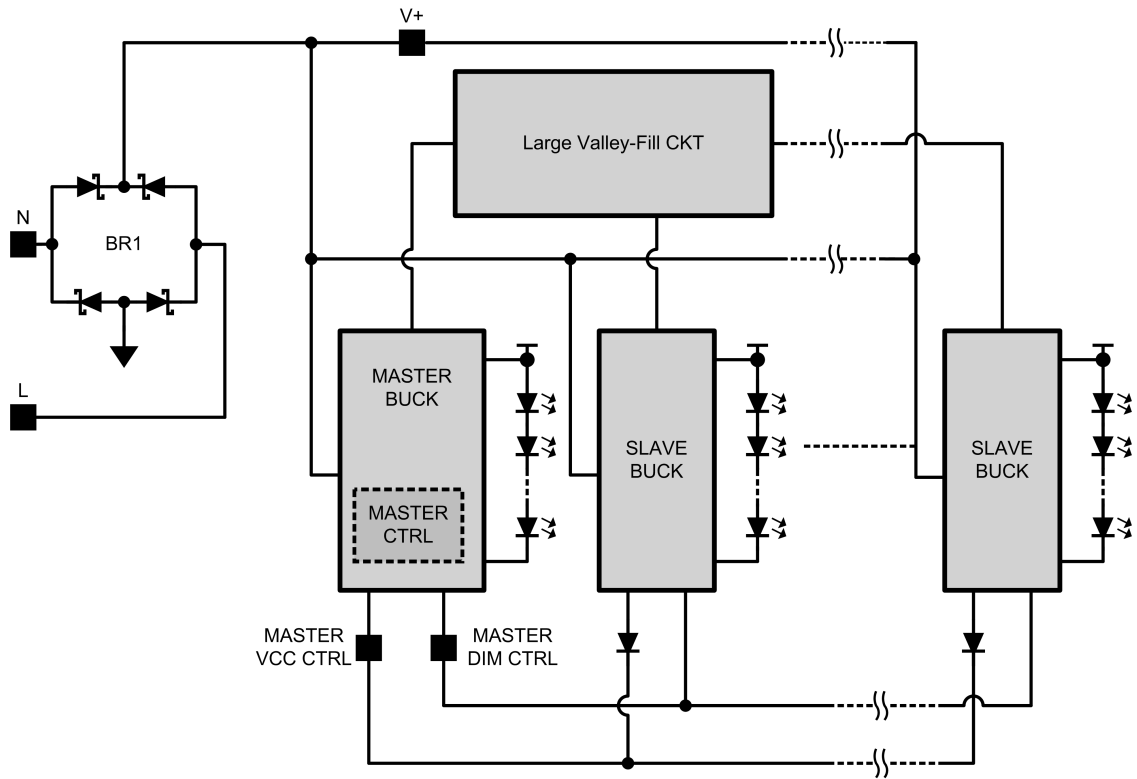 V+
Large Valley-Fill CKT
N
BR1
L
MASTER
BUCK
MASTER
CTRL
SLAVE
BUCK
SLAVE
BUCK
MASTER
VCC CTRL
MASTER
DIM CTRL